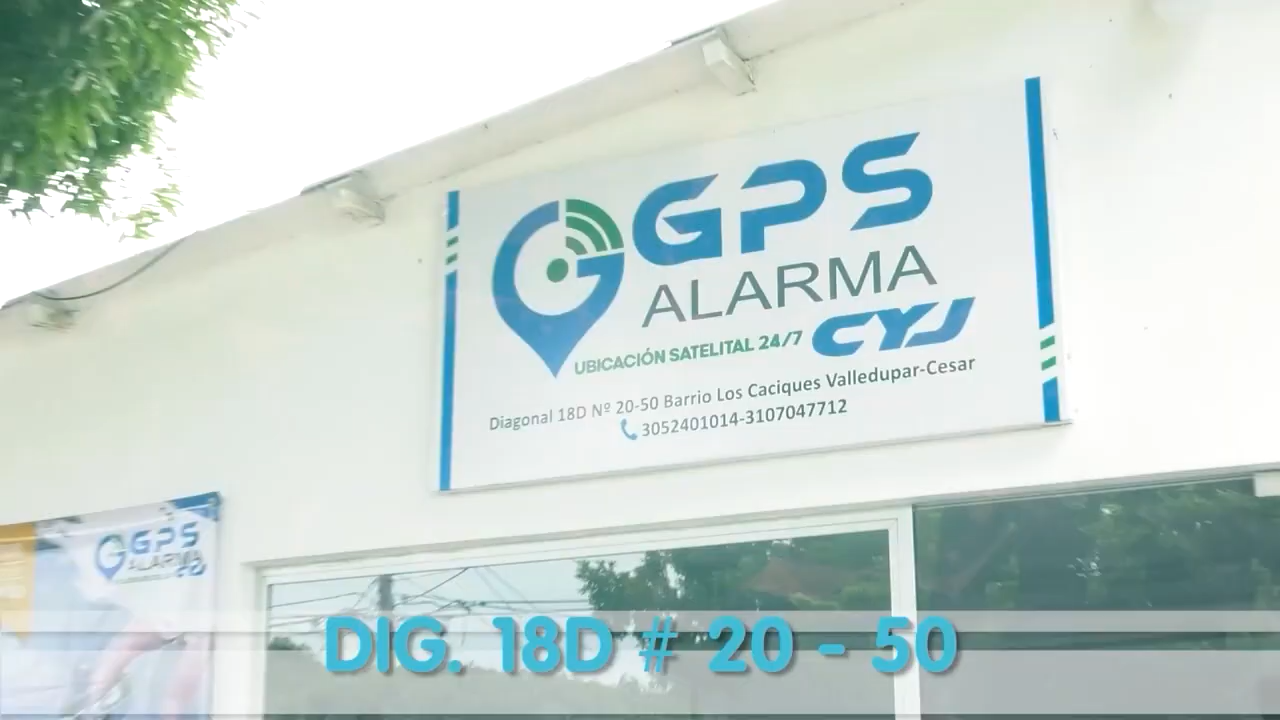 GPS
ALARMA
UBICACIÓN SATELITAL 24/7 CYJ
Diagonal 18D Nº 20-50 Barrio Los Caciques Valledupar-Cesar
3052401014-3107047712
GPS
ALARMA
DIG. 18D # 20 - 50